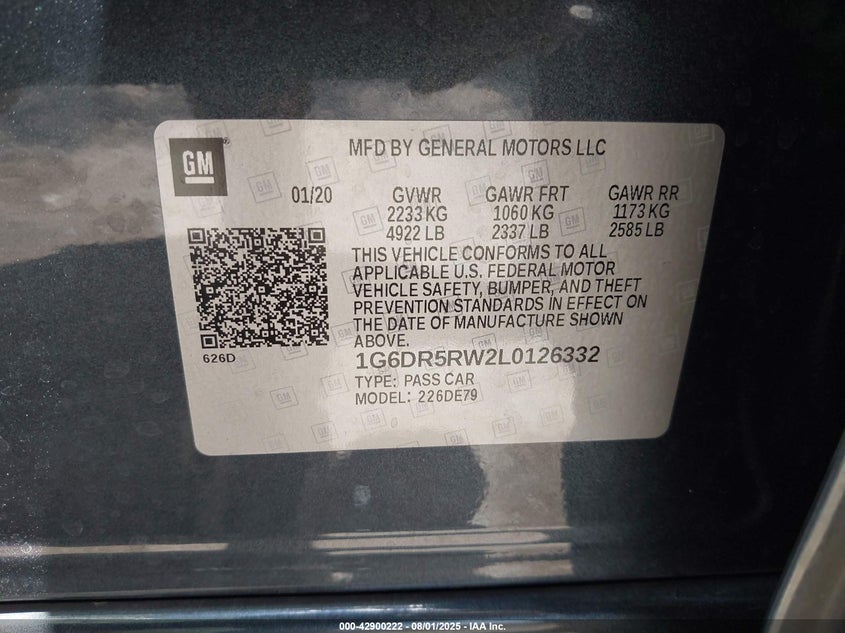 GM
MFD BY GENERAL MOTORS LLC
01/20 GVWR GAWR FRT GAWR RR
2233 KG 1060 KG 1173 KG
4922 LB 2337 LB 2585 LB
THIS VEHICLE CONFORMS TO ALL
APPLICABLE U.S. FEDERAL MOTOR
VEHICLE SAFETY, BUMPER, AND THEFT
PREVENTION STANDARDS IN EFFECT ON
THE DATE OF MANUFACTURE SHOWN
ABOVE.
626D
1G6DR5RW2L0126332
TYPE: PASS CAR
MODEL: 226DE79
000-42900222 - 08/01/2025 - IAA Inc.